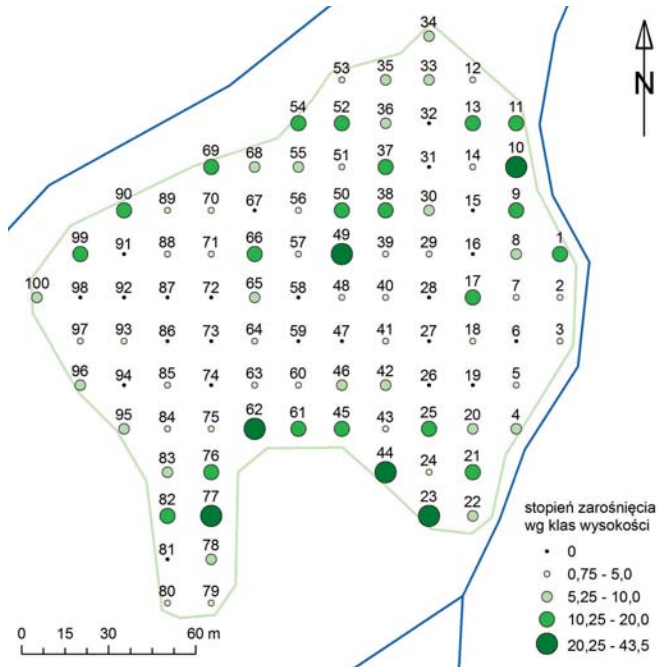 34
53 35 33 12
54 52 36 32 13 11
N
69 68 55 51 37 31 14 10
90 89 70 67 56 50 38 30 15 9
99 91 88 71 66 57 49 39 29 16 8 1
100 98 92 87 72 65 58 48 40 28 17 7 2
97 93 86 73 64 59 47 41 27 18 6 3
96 94 85 74 63 60 46 42 26 19 5
95 84 75 62 61 45 43 25 20 4
83 76 44 24 21
82 77 23 22
81 78
80 79
stopień zarośnięcia
wg klas wysokości
0
0,75 - 5,0
5,25 - 10,0
10,25 - 20,0
20,25 - 43,5
0 15 30 60 m